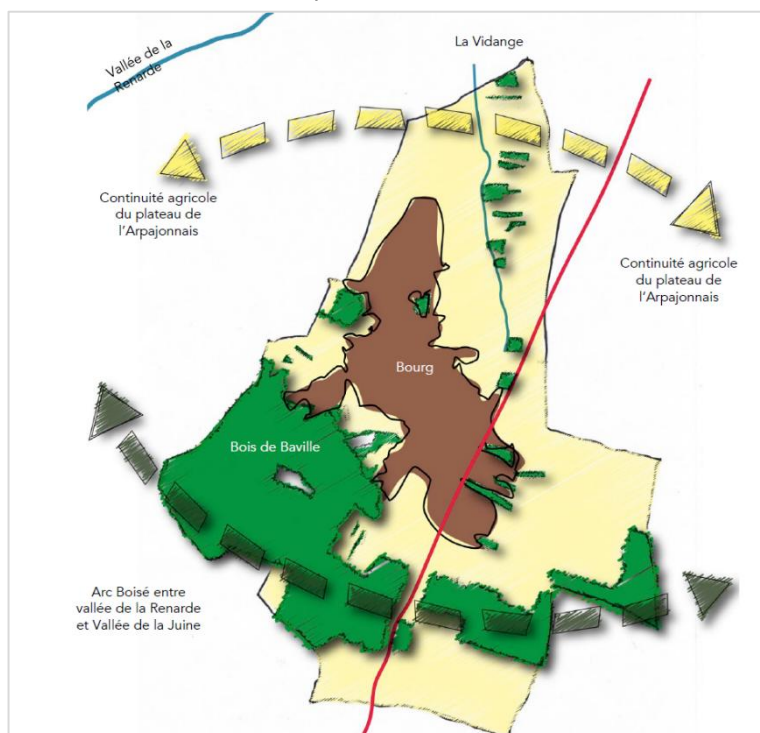 La Vidange
Vallée de la
Renarde
Continuité agricole
du plateau de
l'Arpajonnais
Continuité agricole
du plateau de
l'Arpajonnais
Bourg
Bois de Baville
Arc Boisé entre
vallée de la Renarde
et Vallée de la Juine